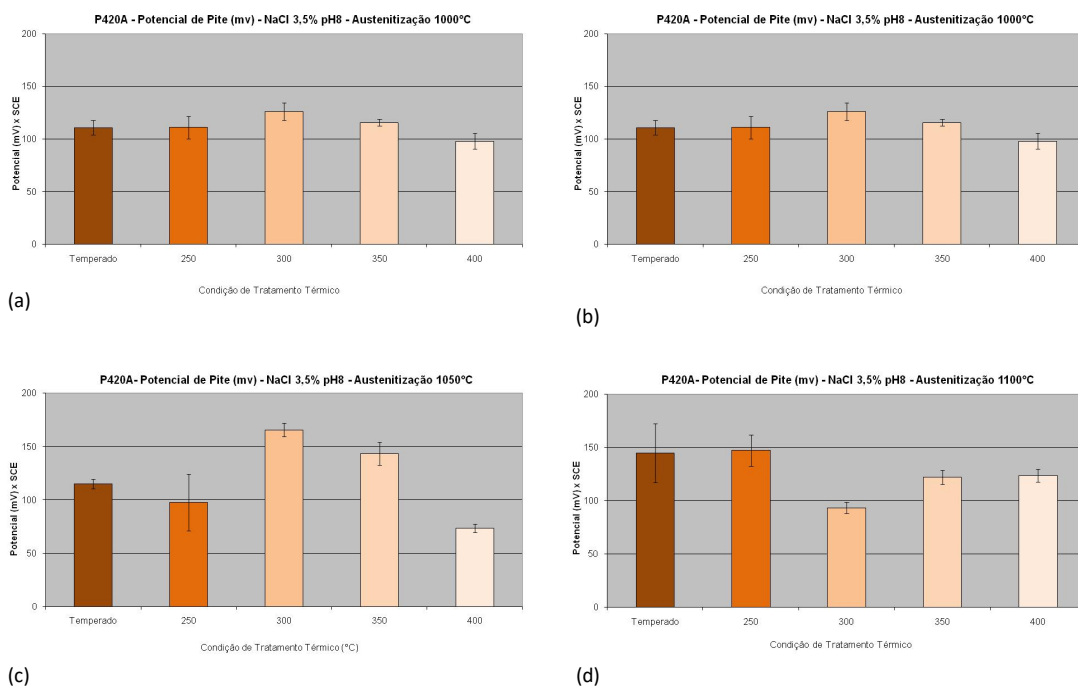 P420A - Potencial de Pite (mv) - NaCl 3,5% pH8 - Austenitização 1000°C
Potencial (mV) x SCE
200
150
100
50
0
Temperado 250 300 350 400
Condição de Tratamento Térmico
(a)
P420A - Potencial de Pite (mv) - NaCl 3,5% pH8 - Austenitização 1000°C
Potencial (mV) x SCE
200
150
100
50
0
Temperado 250 300 350 400
Condição de Tratamento Térmico
(b)
P420A- Potencial de Pite (mv) - NaCl 3,5% pH8 - Austenitização 1050°C
Potencial (mV) x SCE
200
150
100
50
0
Temperado 250 300 350 400
Condição de Tratamento Térmico (°C)
(c)
P420A- Potencial de Pite (mv) - NaCl 3,5% pH8 - Austenitização 1100°C
Potencial (mV) x SCE
200
150
100
50
0
Temperado 250 300 350 400
Condição de Tratamento Térmico
(d)